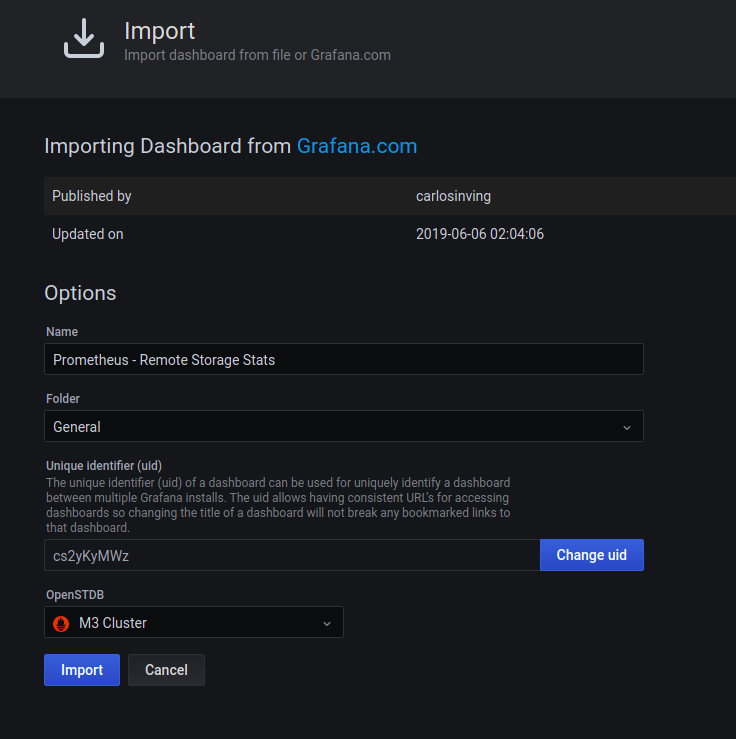 Import
Import dashboard from file or Grafana.com
Importing Dashboard from Grafana.com
Published by carlosinving
Updated on 2019-06-06 02:04:06
Options
Name
Prometheus - Remote Storage Stats
Folder
General
Unique identifier (uid)
The unique identifier (uid) of a dashboard can be used for uniquely identify a dashboard
between multiple Grafana installs. The uid allows having consistent URL's for accessing
dashboards so changing the title of a dashboard will not break any bookmarked links to
that dashboard.
cs2yKyMWz Change uid
OpenSTDB
M3 Cluster
Import Cancel